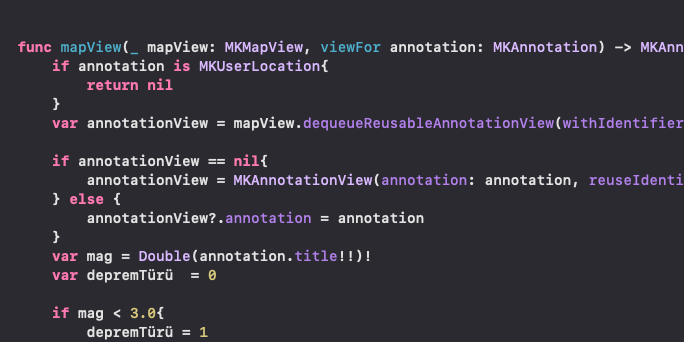 func mapView(_ mapView: MKMapView, viewFor annotation: MKAnnotation) -> MKAnn
if annotation is MKUserLocation{
return nil
}
var annotationView = mapView.dequeueReusableAnnotationView(withIdentifier
if annotationView == nil{
annotationView = MKAnnotationView(annotation: annotation, reuseIdenti
} else {
annotationView?.annotation = annotation
}
var mag = Double(annotation.title!!)!
var depremTürü  = 0
if mag < 3.0{
depremTürü = 1